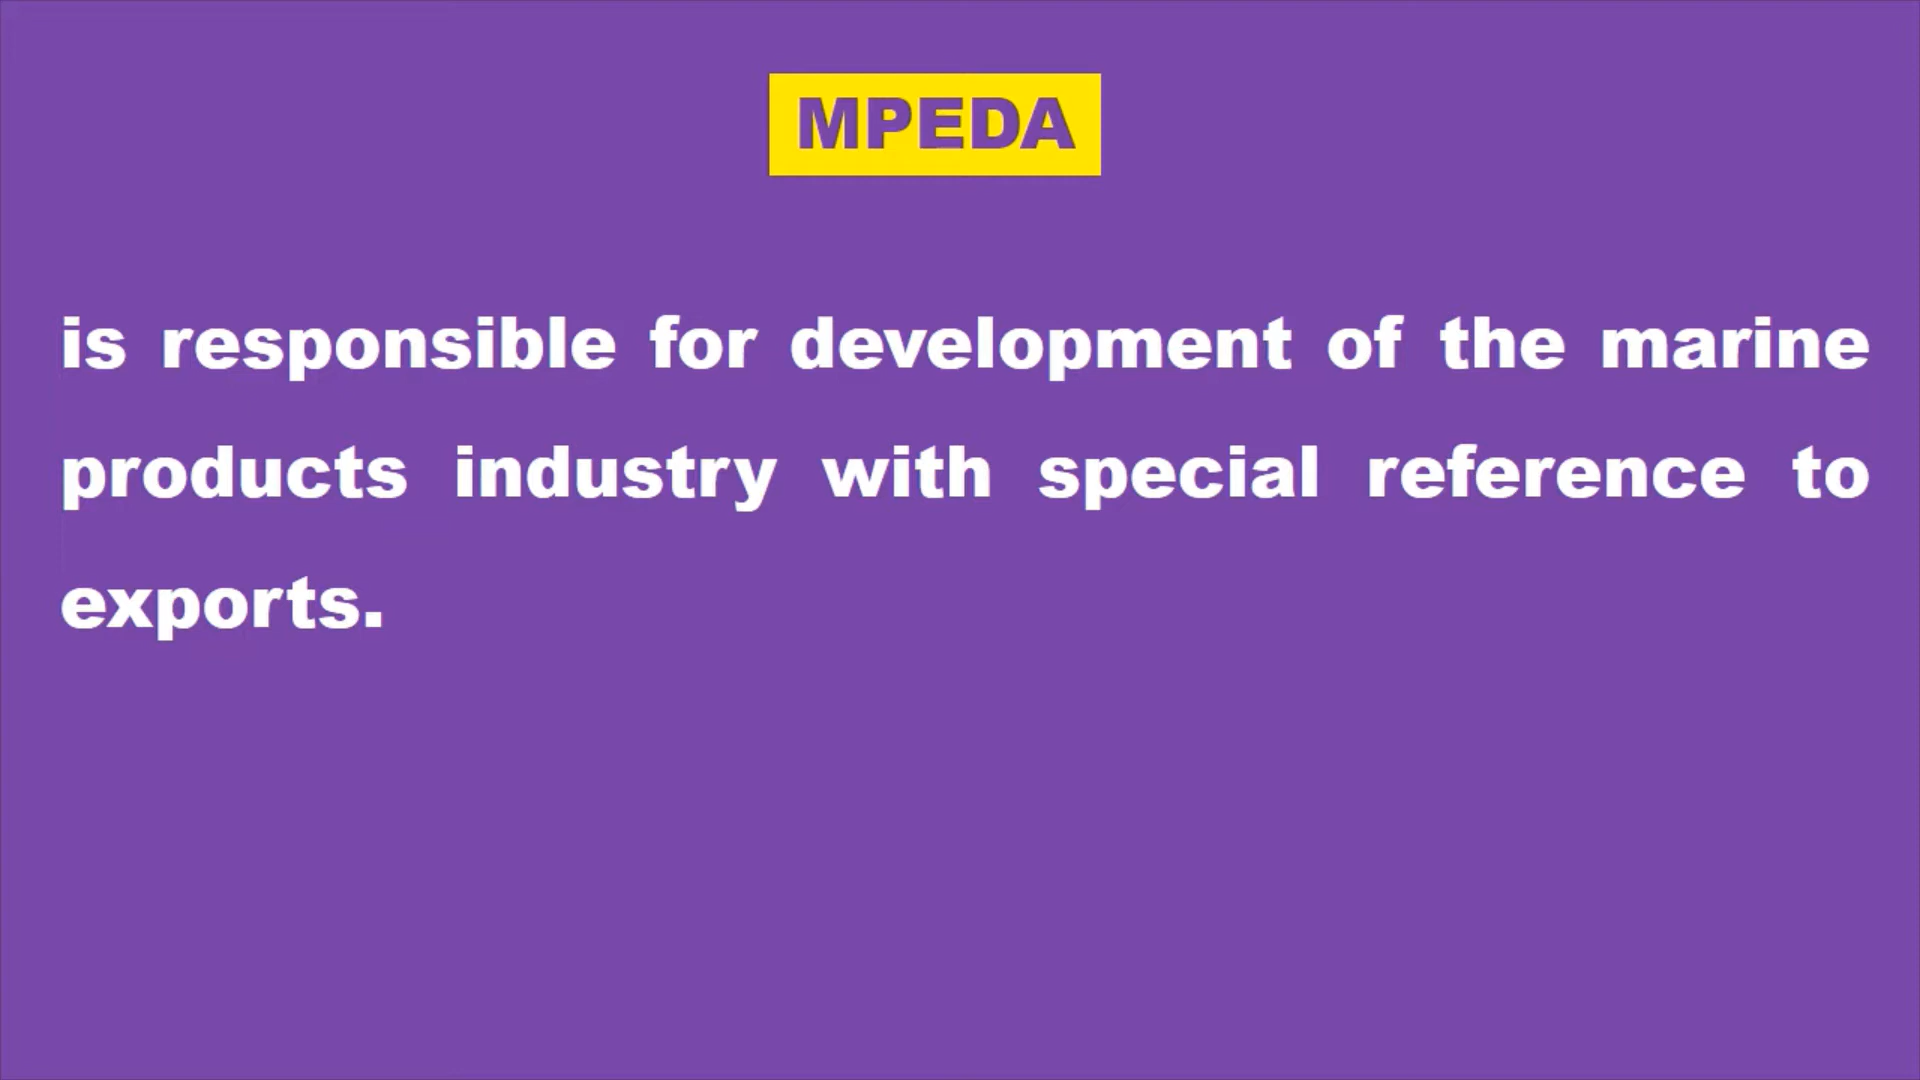 MPEDA
is responsible for development of the marine
products industry with special reference to
exports.